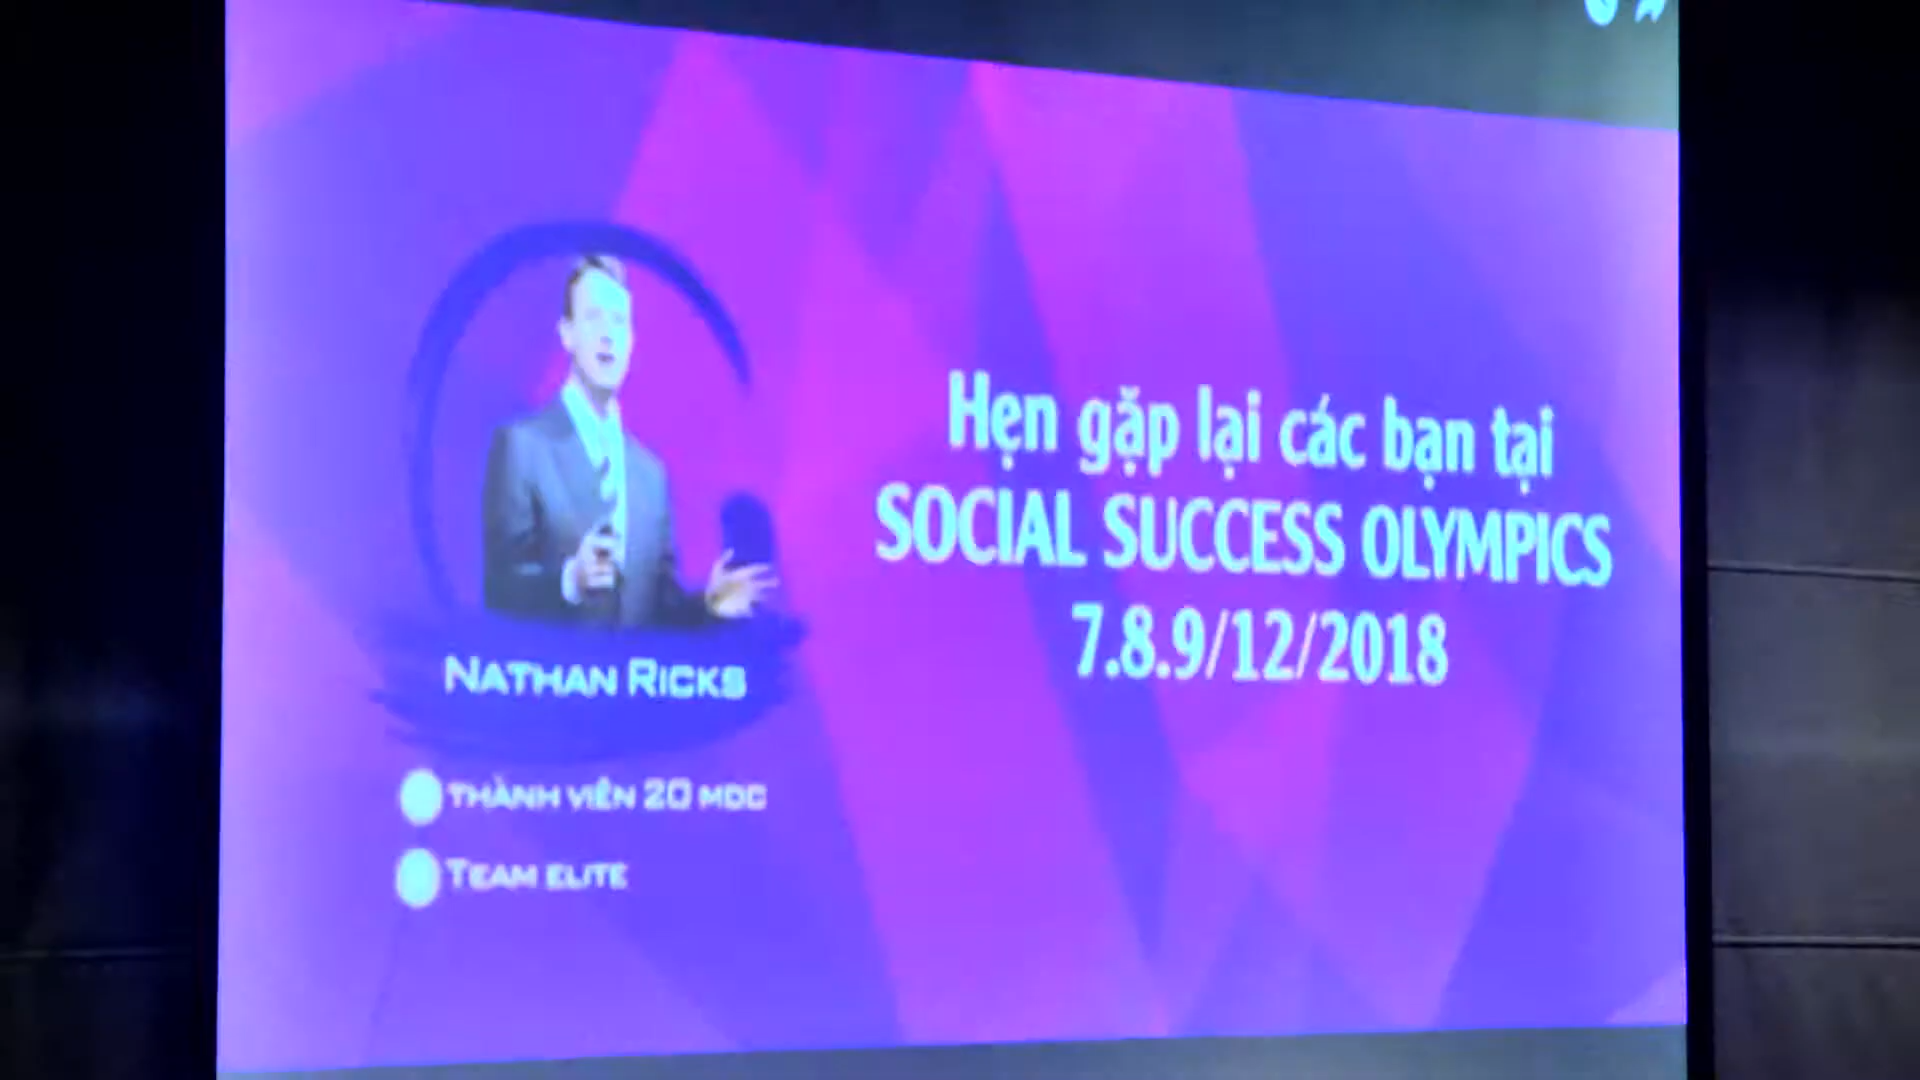 Hẹn gặp lại các bạn tại
SOCIAL SUCCESS OLYMPICS
7.8.9/12/2018
NATHAN RICKS
THÀNH VIÊN 20 MDC
TEAM ELITE